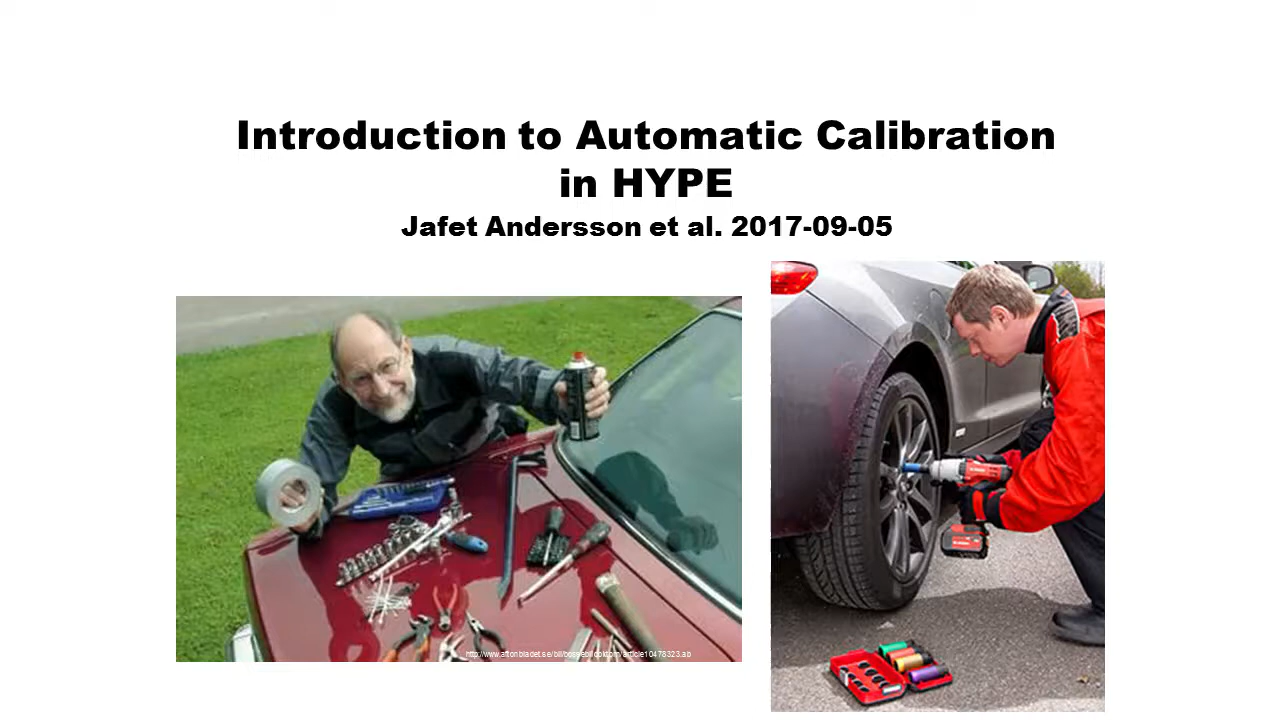 Introduction to Automatic Calibration
in HYPE
Jafet Andersson et al. 2017-09-05